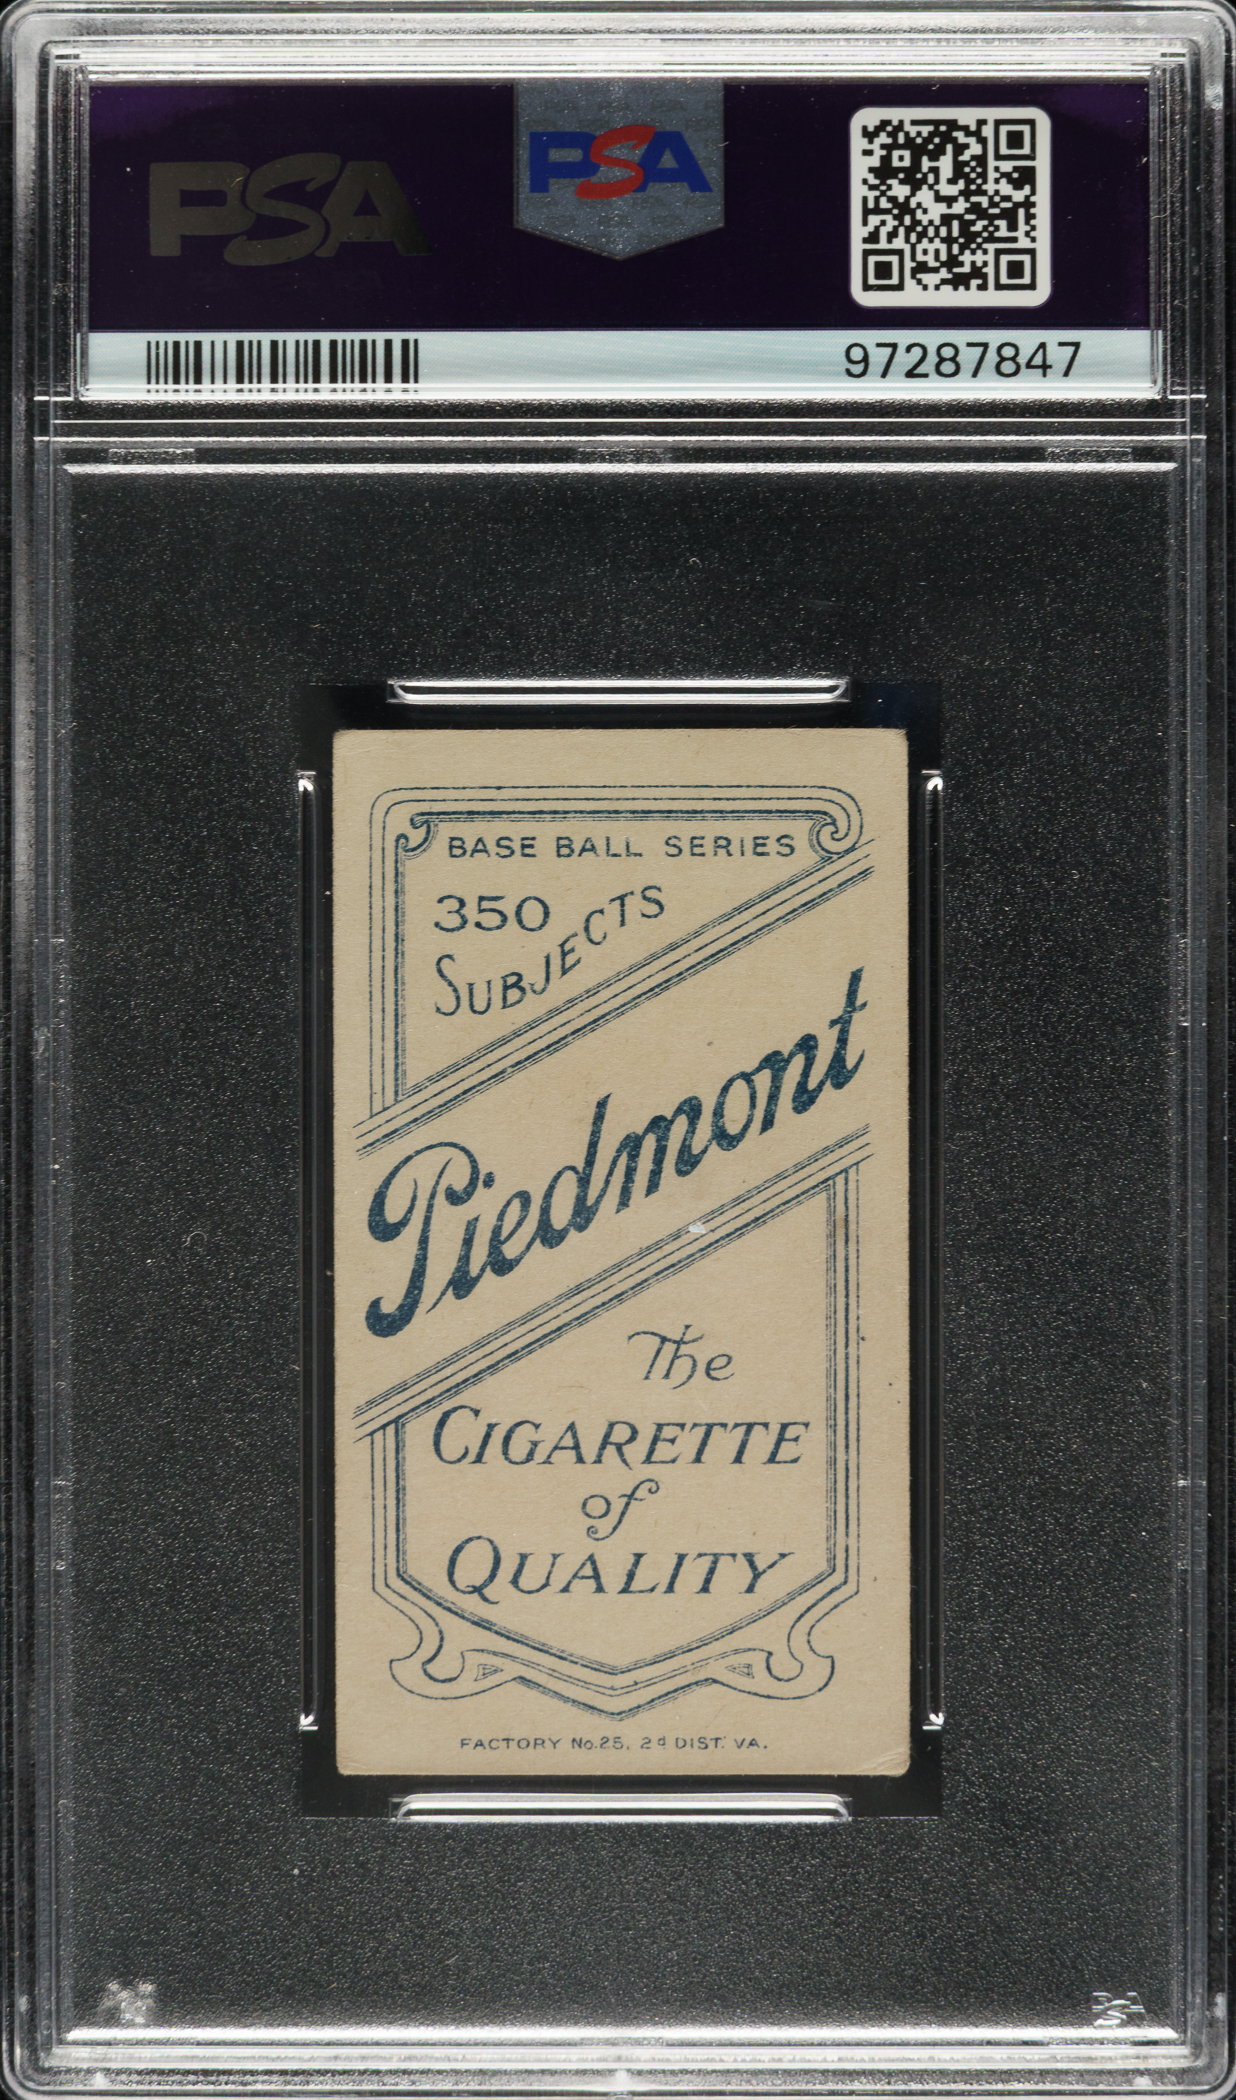 PSA
PSA
97287847
BASE BALL SERIES
350
SUBJECTS
Piedmont
The
CIGARETTE
of
QUALITY
FACTORY No.25, 2d DIST. VA.
PSA